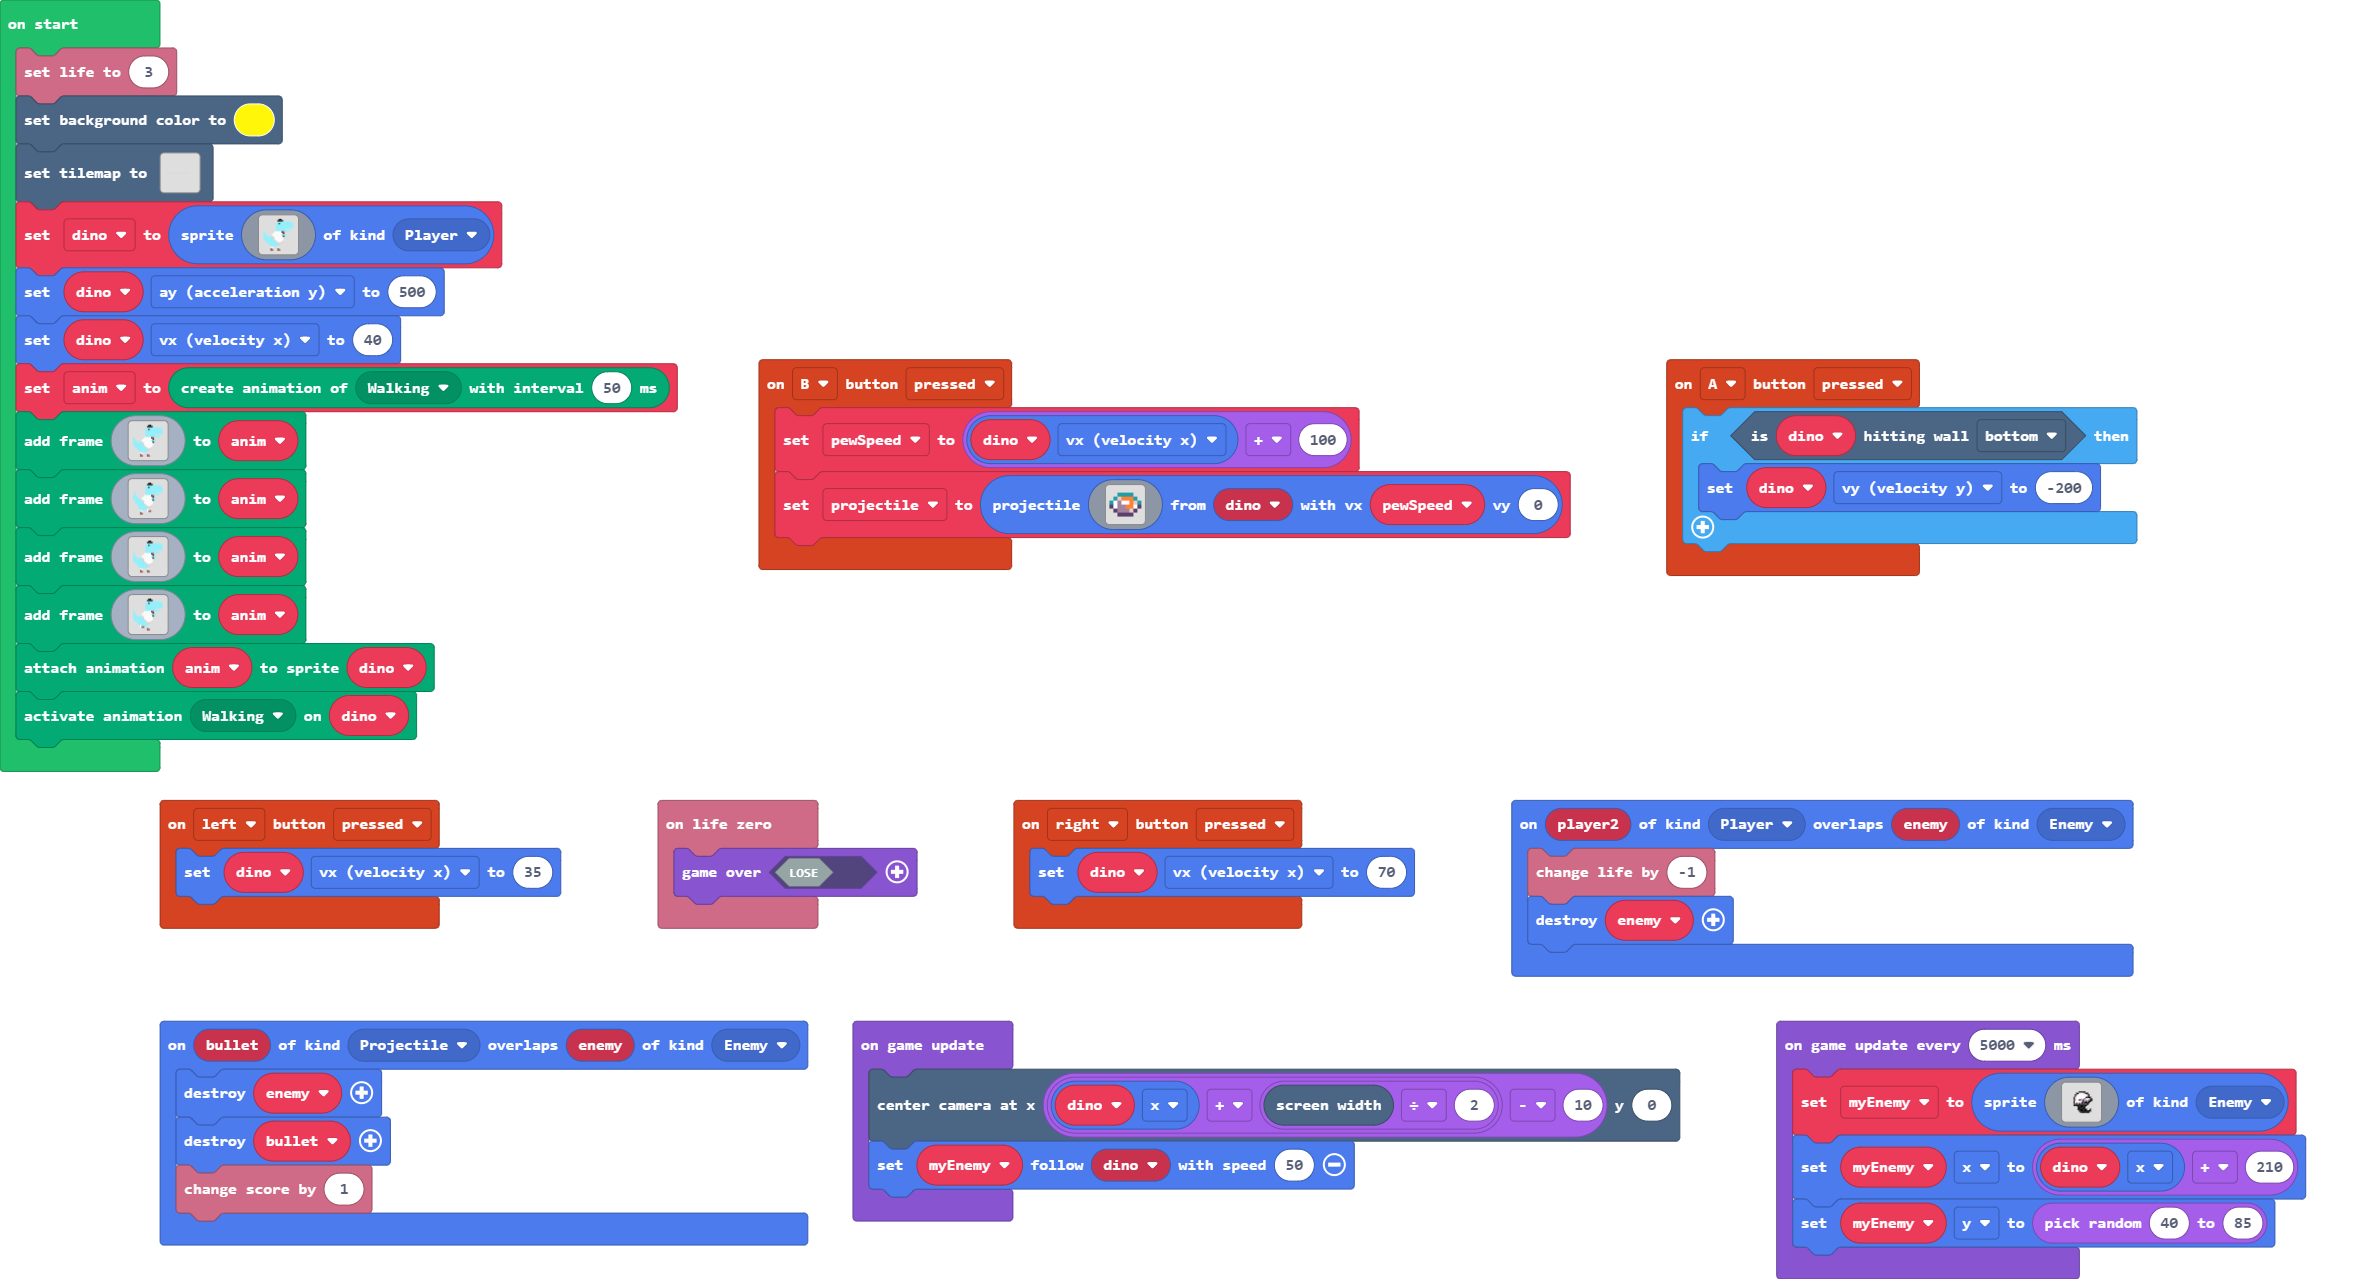 on start
set life to 3
set background color to
set tilemap to
set dino to sprite of kind Player
set dino ay (acceleration y) to 500
set dino vx (velocity x) to 40
set anim to create animation of Walking with interval 50 ms
add frame to anim
add frame to anim
add frame to anim
add frame to anim
attach animation anim to sprite dino
activate animation Walking on dino
on B button pressed
set pewSpeed to dino vx (velocity x) + 100
set projectile to projectile from dino with vx pewSpeed vy 0
on A button pressed
if is dino hitting wall bottom then
set dino vy (velocity y) to -200
on left button pressed
set dino vx (velocity x) to 35
on life zero
game over LOSE
on right button pressed
set dino vx (velocity x) to 70
on player2 of kind Player overlaps enemy of kind Enemy
change life by -1
destroy enemy
on bullet of kind Projectile overlaps enemy of kind Enemy
destroy enemy
destroy bullet
change score by 1
on game update
center camera at x dino x + screen width ÷ 2 - 10 y 0
set myEnemy follow dino with speed 50
on game update every 5000 ms
set myEnemy to sprite of kind Enemy
set myEnemy x to dino x + 210
set myEnemy y to pick random 40 to 85